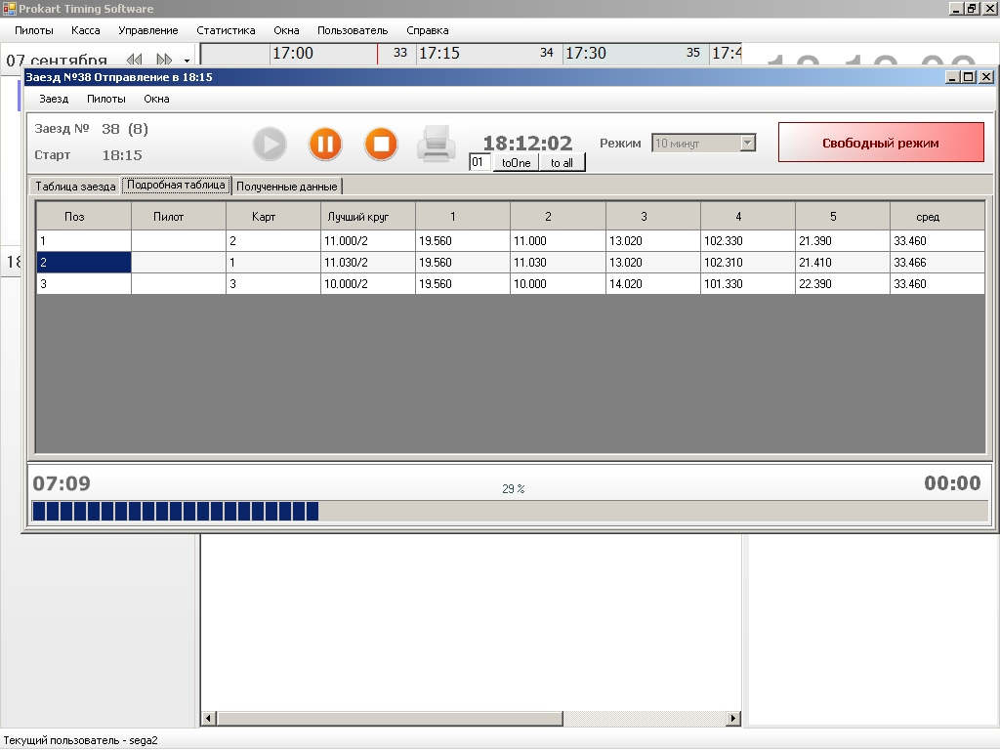 Prokart Timing Software
Пилоты Касса Управление Статистика Окна Пользователь Справка
07 сентября 17:00 33 17:15 34 17:30 35 17:4
Заезд №38 Отправление в 18:15
Заезд Пилоты Окна
Заезд № 38 (8)
Старт 18:15
18:12:02
01 toOne to all
Режим 10 минут
Свободный режим
Таблица заезда Подробная таблица Полученные данные
Поз Пилот Карт Лучший круг 1 2 3 4 5 сред
1 2 11.000/2 19.560 11.000 13.020 102.330 21.390 33.460
2 1 11.030/2 19.560 11.030 13.020 102.310 21.410 33.466
3 3 10.000/2 19.560 10.000 14.020 101.330 22.390 33.460
18
07:09 29 % 00:00
Текущий пользователь - sega2